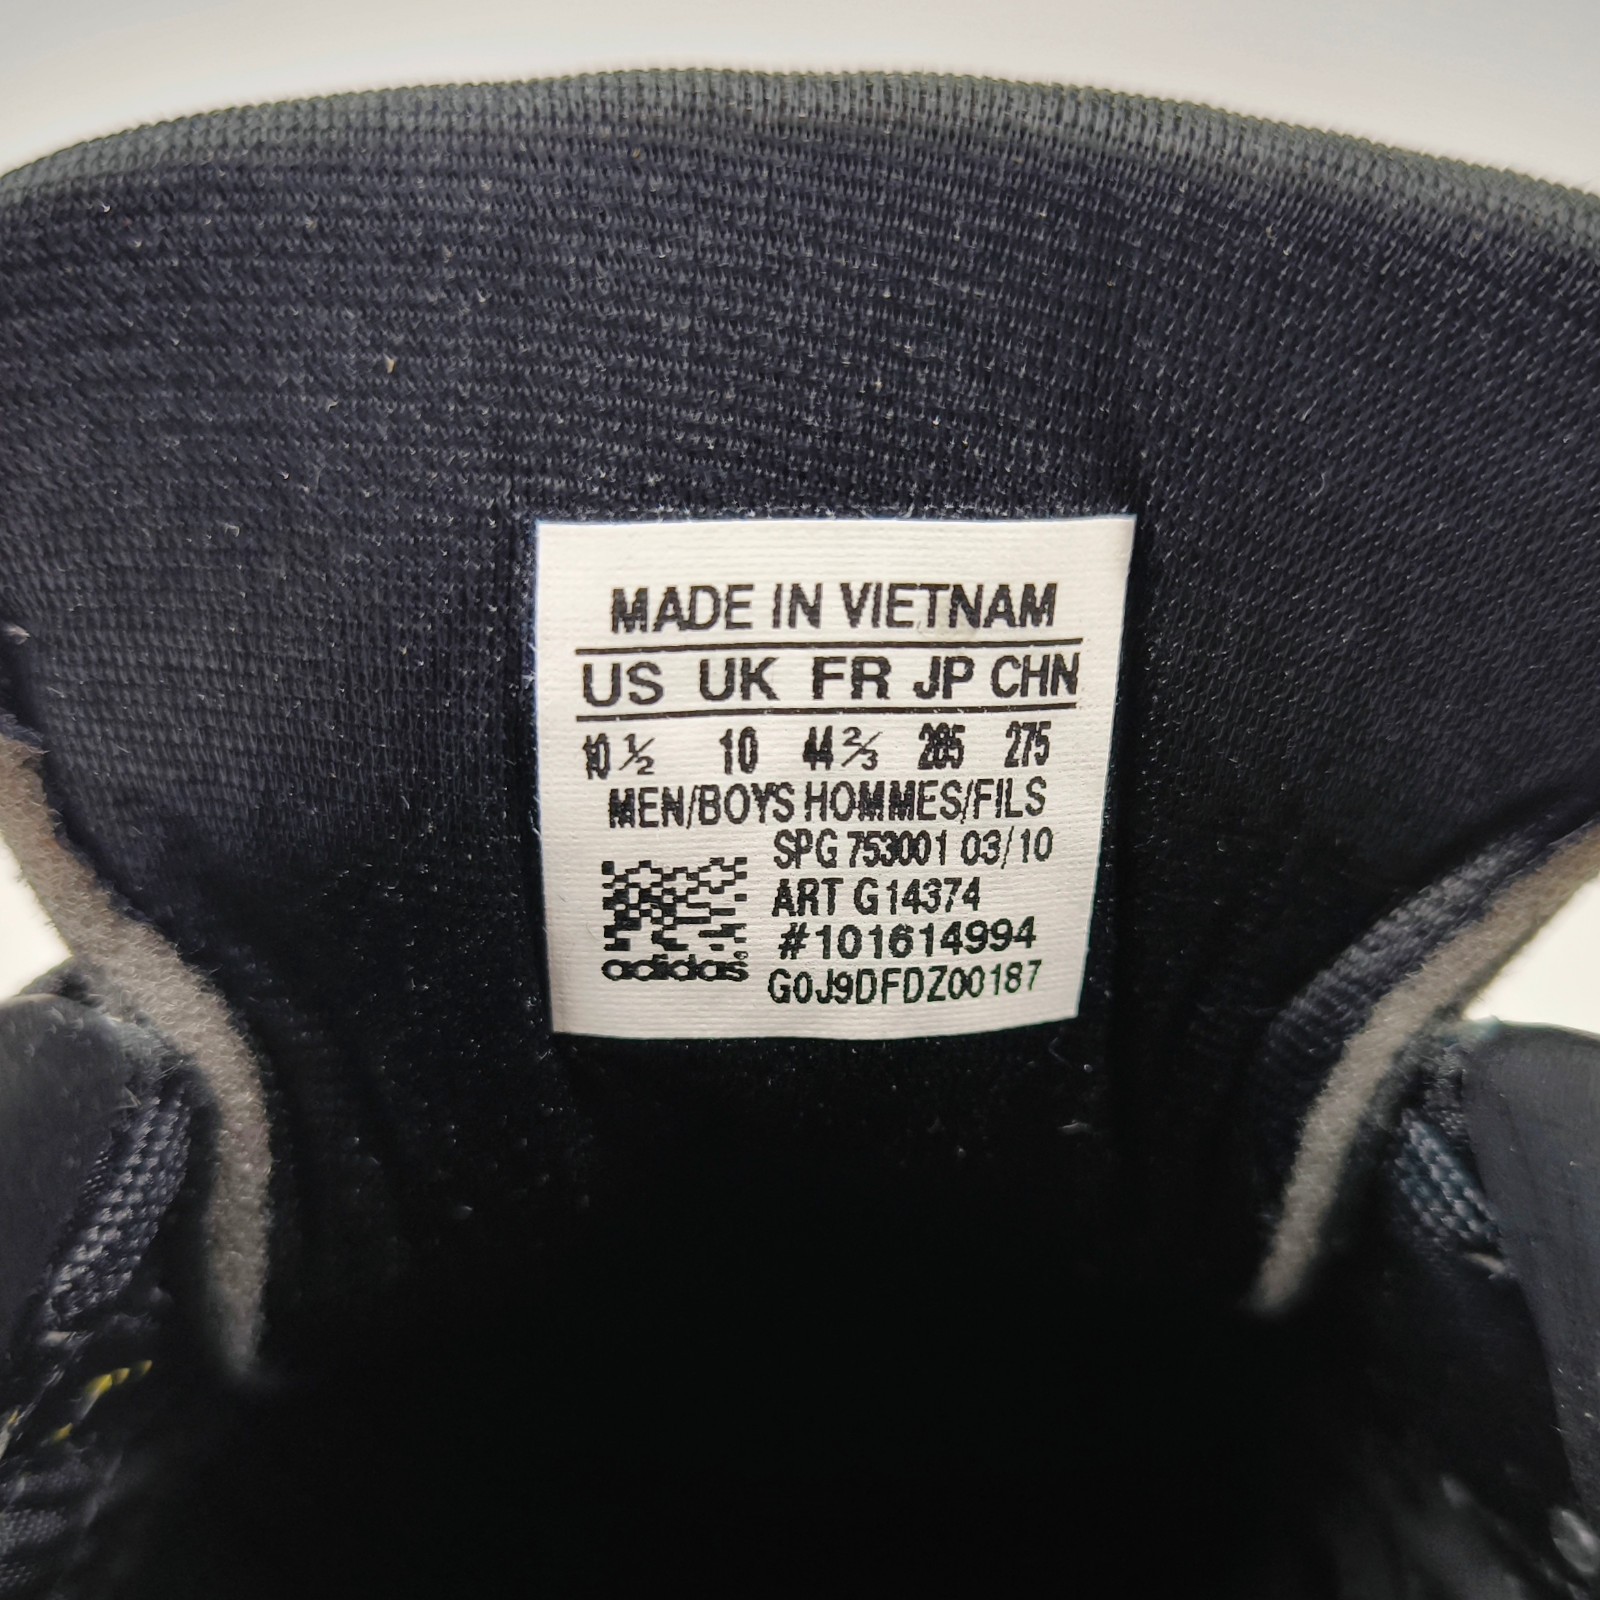 MADE IN VIETNAM
US UK FR JP CHN
10 ½ 10 44 ⅔ 285 275
MEN/BOYS HOMMES/FILS
SPG 753001 03/10
ART G14374
#101614994
adidas G0J9DFDZ00187